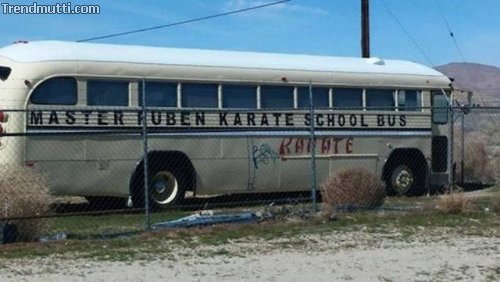 Trendmutti.com
MASTER RUBEN KARATE SCHOOL BUS
KARATE